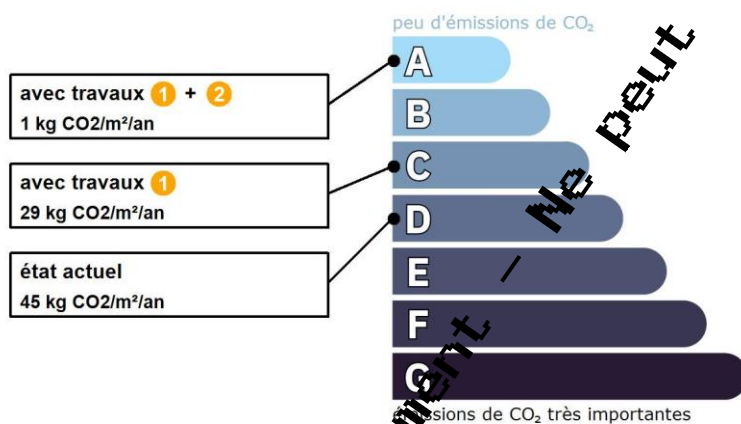 peu d'émissions de CO₂
A
avec travaux 1 + 2
1 kg CO2/m²/an
B
avec travaux 1
29 kg CO2/m²/an
C
D
état actuel
45 kg CO2/m²/an
E
F
G
émissions de CO₂ très importantes
– Ne peut